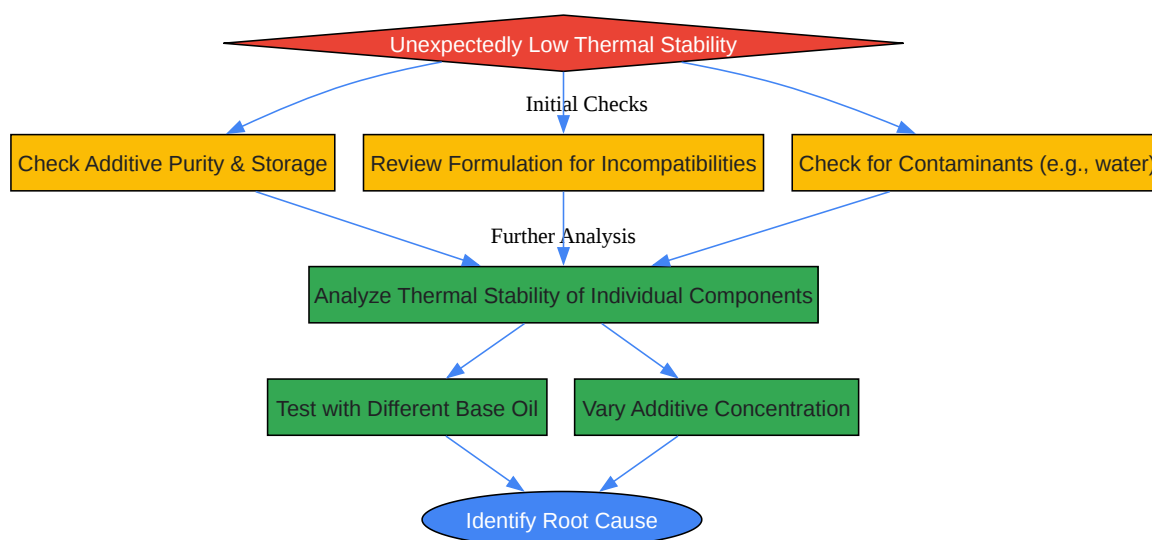 Unexpectedly Low Thermal Stability
Initial Checks
Check Additive Purity & Storage
Review Formulation for Incompatibilities
Check for Contaminants (e.g., water)
Further Analysis
Analyze Thermal Stability of Individual Components
Test with Different Base Oil
Vary Additive Concentration
Identify Root Cause